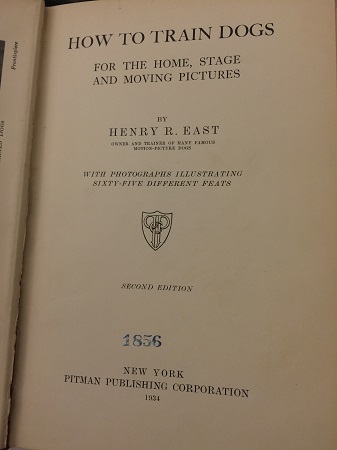 HOW TO TRAIN DOGS
FOR THE HOME, STAGE
AND MOVING PICTURES
BY
HENRY R. EAST
OWNER AND TRAINER OF MANY FAMOUS
MOTION-PICTURE DOGS
WITH PHOTOGRAPHS ILLUSTRATING
SIXTY-FIVE DIFFERENT FEATS
SECOND EDITION
1856
NEW YORK
PITMAN PUBLISHING CORPORATION
1934
Frontispiece